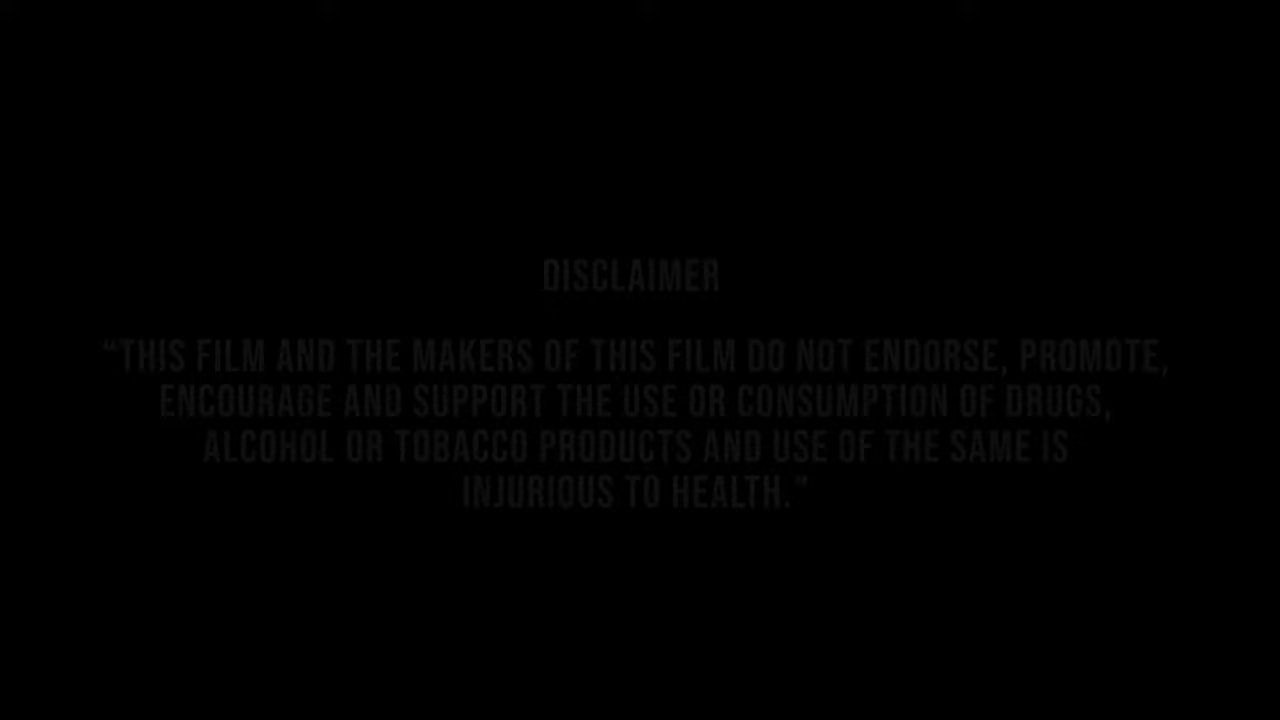 DISCLAIMER
“THIS FILM AND THE MAKERS OF THIS FILM DO NOT ENDORSE, PROMOTE,
ENCOURAGE AND SUPPORT THE USE OR CONSUMPTION OF DRUGS,
ALCOHOL OR TOBACCO PRODUCTS AND USE OF THE SAME IS
INJURIOUS TO HEALTH.”